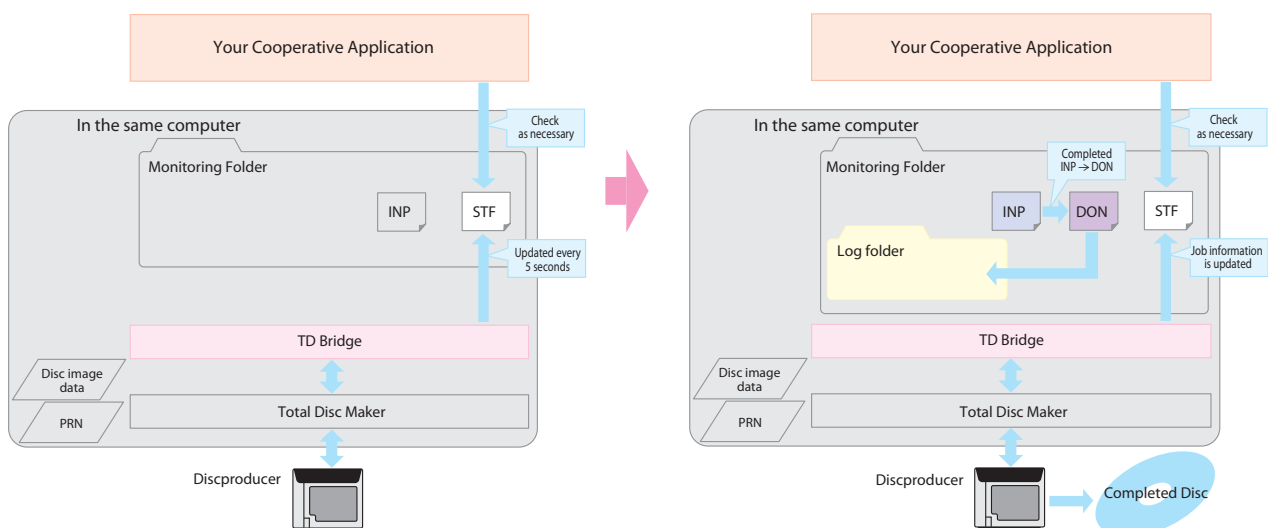 Your Cooperative Application
Check
as necessary
In the same computer
Monitoring Folder
INP
STF
Updated every
5 seconds
TD Bridge
Disc image
data
PRN
Total Disc Maker
Discproducer
Your Cooperative Application
Check
as necessary
In the same computer
Completed
INP → DON
Monitoring Folder
INP
DON
STF
Log folder
Job information
is updated
TD Bridge
Disc image
data
PRN
Total Disc Maker
Discproducer
Completed Disc